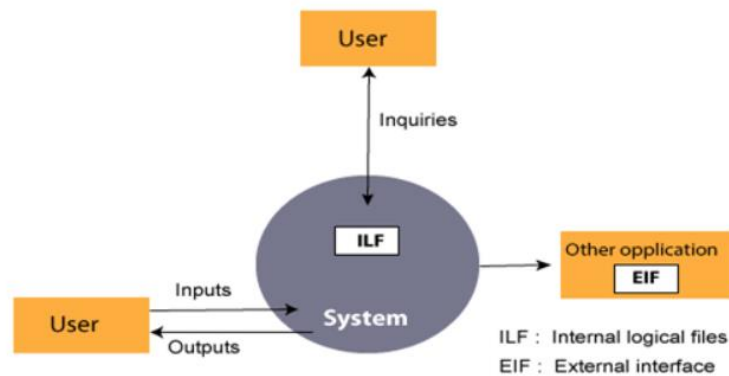 User
Inquiries
ILF
Other opplication
EIF
Inputs
User
System
Outputs
ILF : Internal logical files
EIF : External interface